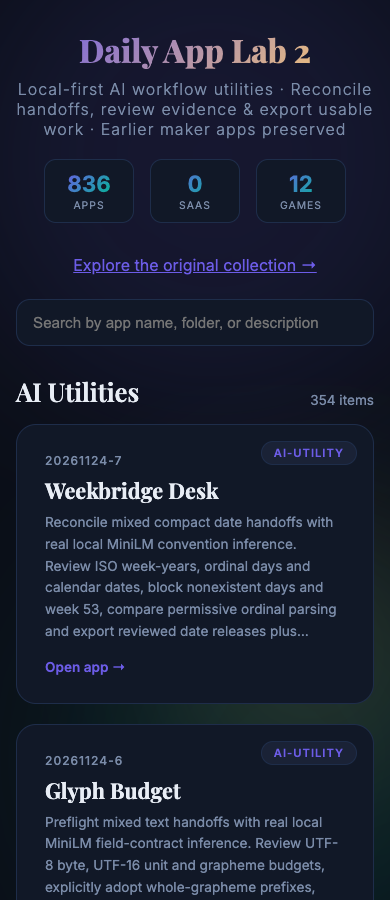 Daily App Lab 2
Local-first AI workflow utilities · Reconcile
handoffs, review evidence & export usable
work · Earlier maker apps preserved
836
APPS
0
SAAS
12
GAMES
Explore the original collection →
Search by app name, folder, or description
AI Utilities
354 items
20261124-7
AI-UTILITY
Weekbridge Desk
Reconcile mixed compact date handoffs with
real local MiniLM convention inference.
Review ISO week-years, ordinal days and
calendar dates, block nonexistent days and
week 53, compare permissive ordinal parsing
and export reviewed date releases plus...
Open app →
20261124-6
AI-UTILITY
Glyph Budget
Preflight mixed text handoffs with real local
MiniLM field-contract inference. Review UTF-
8 byte, UTF-16 unit and grapheme budgets,
explicitly adopt whole-grapheme prefixes,